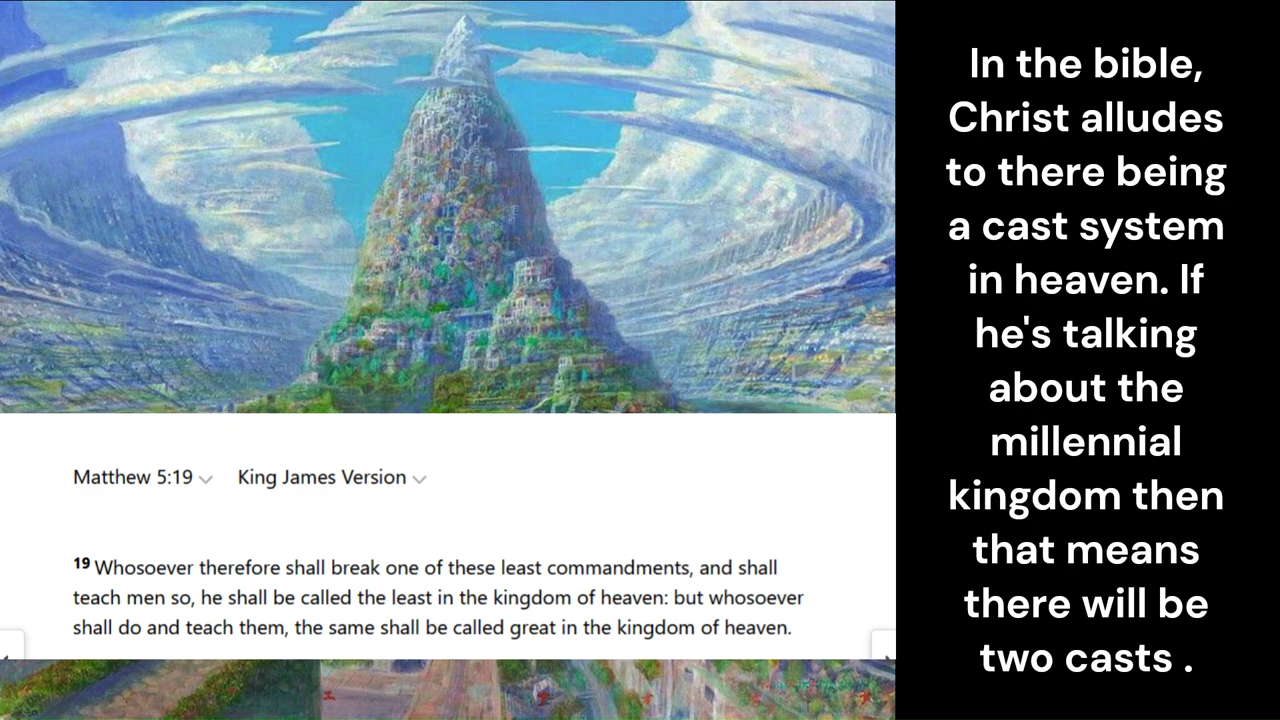 Matthew 5:19 King James Version
19 Whosoever therefore shall break one of these least commandments, and shall
teach men so, he shall be called the least in the kingdom of heaven: but whosoever
shall do and teach them, the same shall be called great in the kingdom of heaven.
In the bible,
Christ alludes
to there being
a cast system
in heaven. If
he's talking
about the
millennial
kingdom then
that means
there will be
two casts .